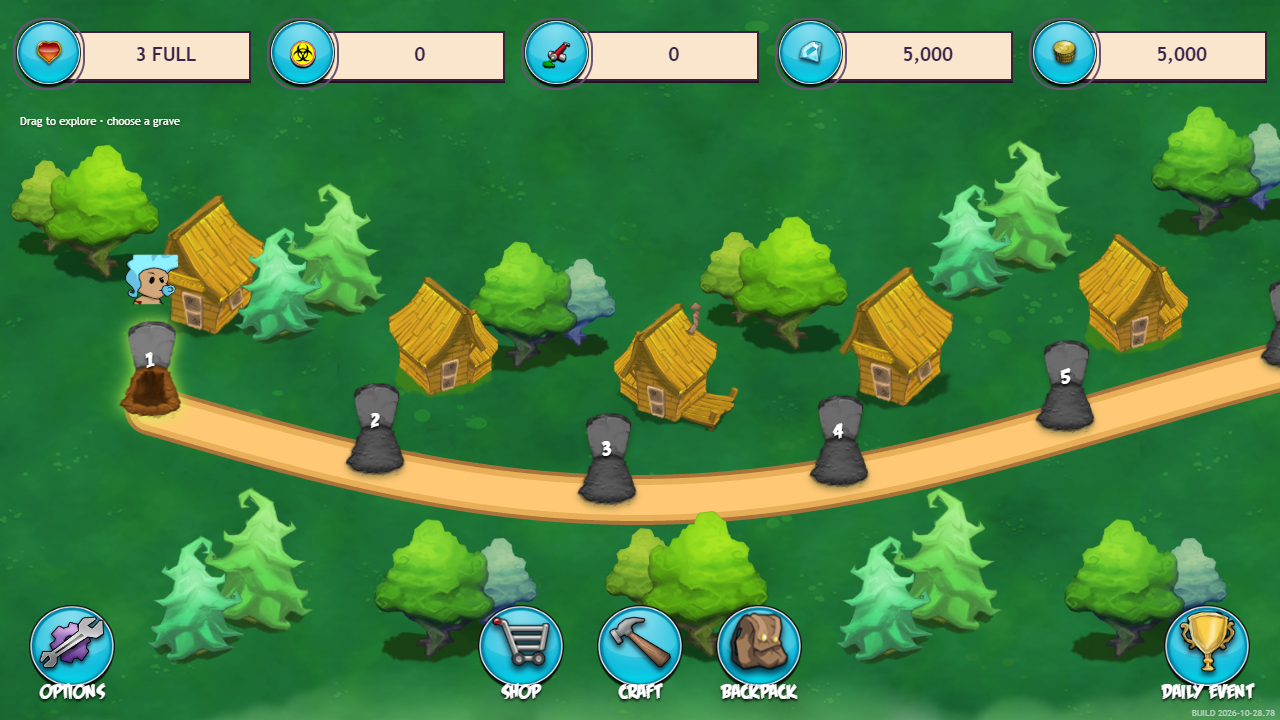 3 FULL
0
0
5,000
5,000
Drag to explore · choose a grave
1
2
3
4
5
OPTIONS
SHOP
CRAFT
BACKPACK
DAILY EVENT
BUILD 2026-10-28.78